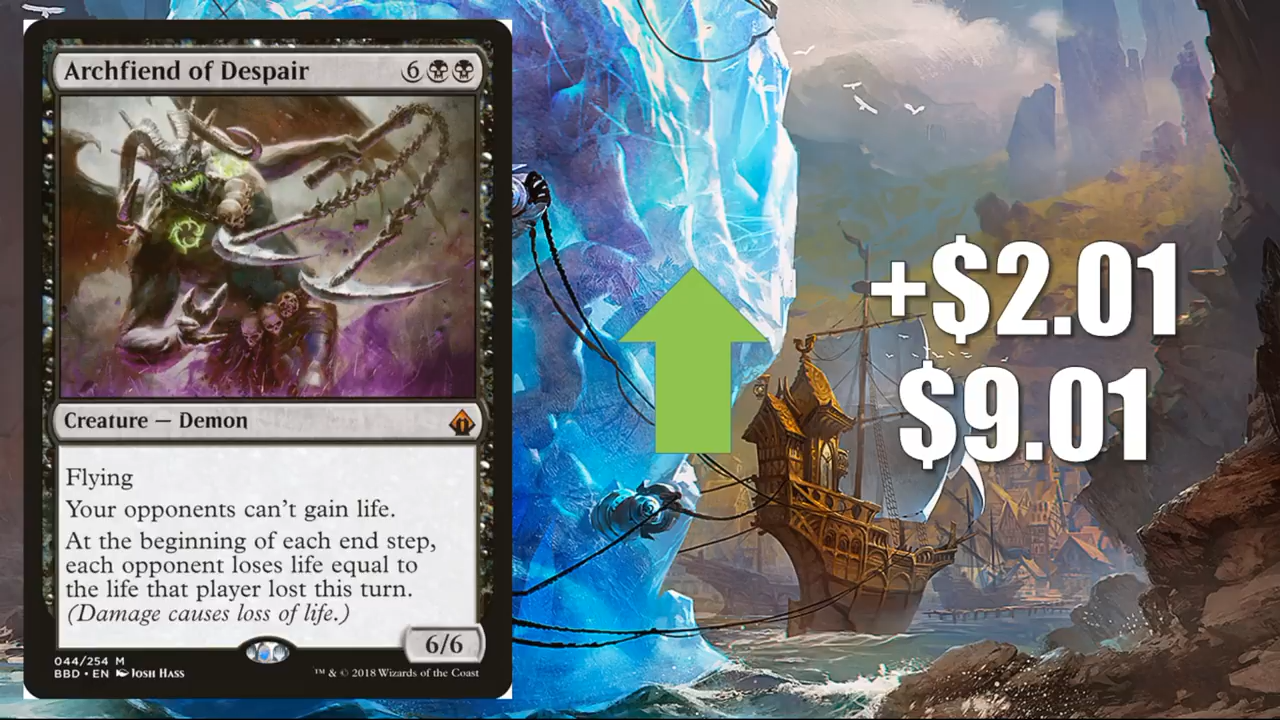 Archfiend of Despair 6
Creature — Demon
Flying
Your opponents can't gain life.
At the beginning of each end step,
each opponent loses life equal to
the life that player lost this turn.
(Damage causes loss of life.)
6/6
044/254 M
BBD • EN Josh Hass
™ & © 2018 Wizards of the Coast
+$2.01
$9.01